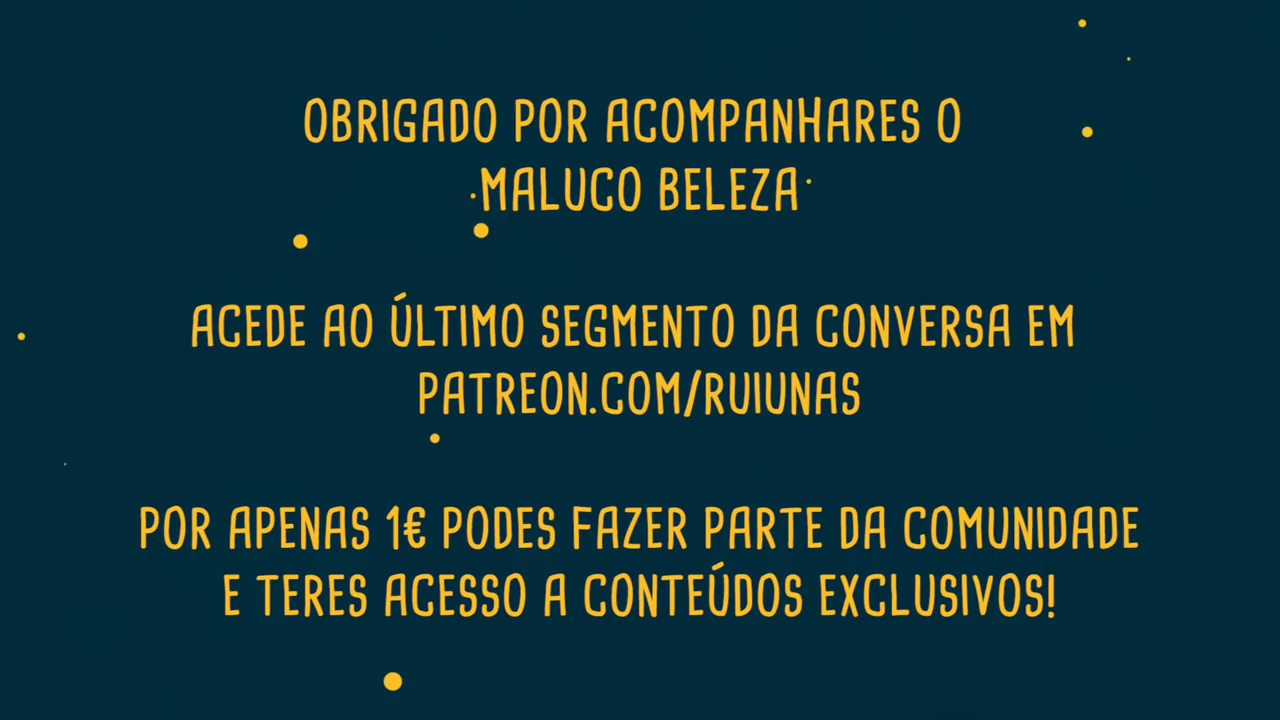 OBRIGADO POR ACOMPANHARES O
MALUCO BELEZA
ACEDE AO ÚLTIMO SEGMENTO DA CONVERSA EM
PATREON.COM/RUIUNAS
POR APENAS 1€ PODES FAZER PARTE DA COMUNIDADE
E TERES ACESSO A CONTEÚDOS EXCLUSIVOS!